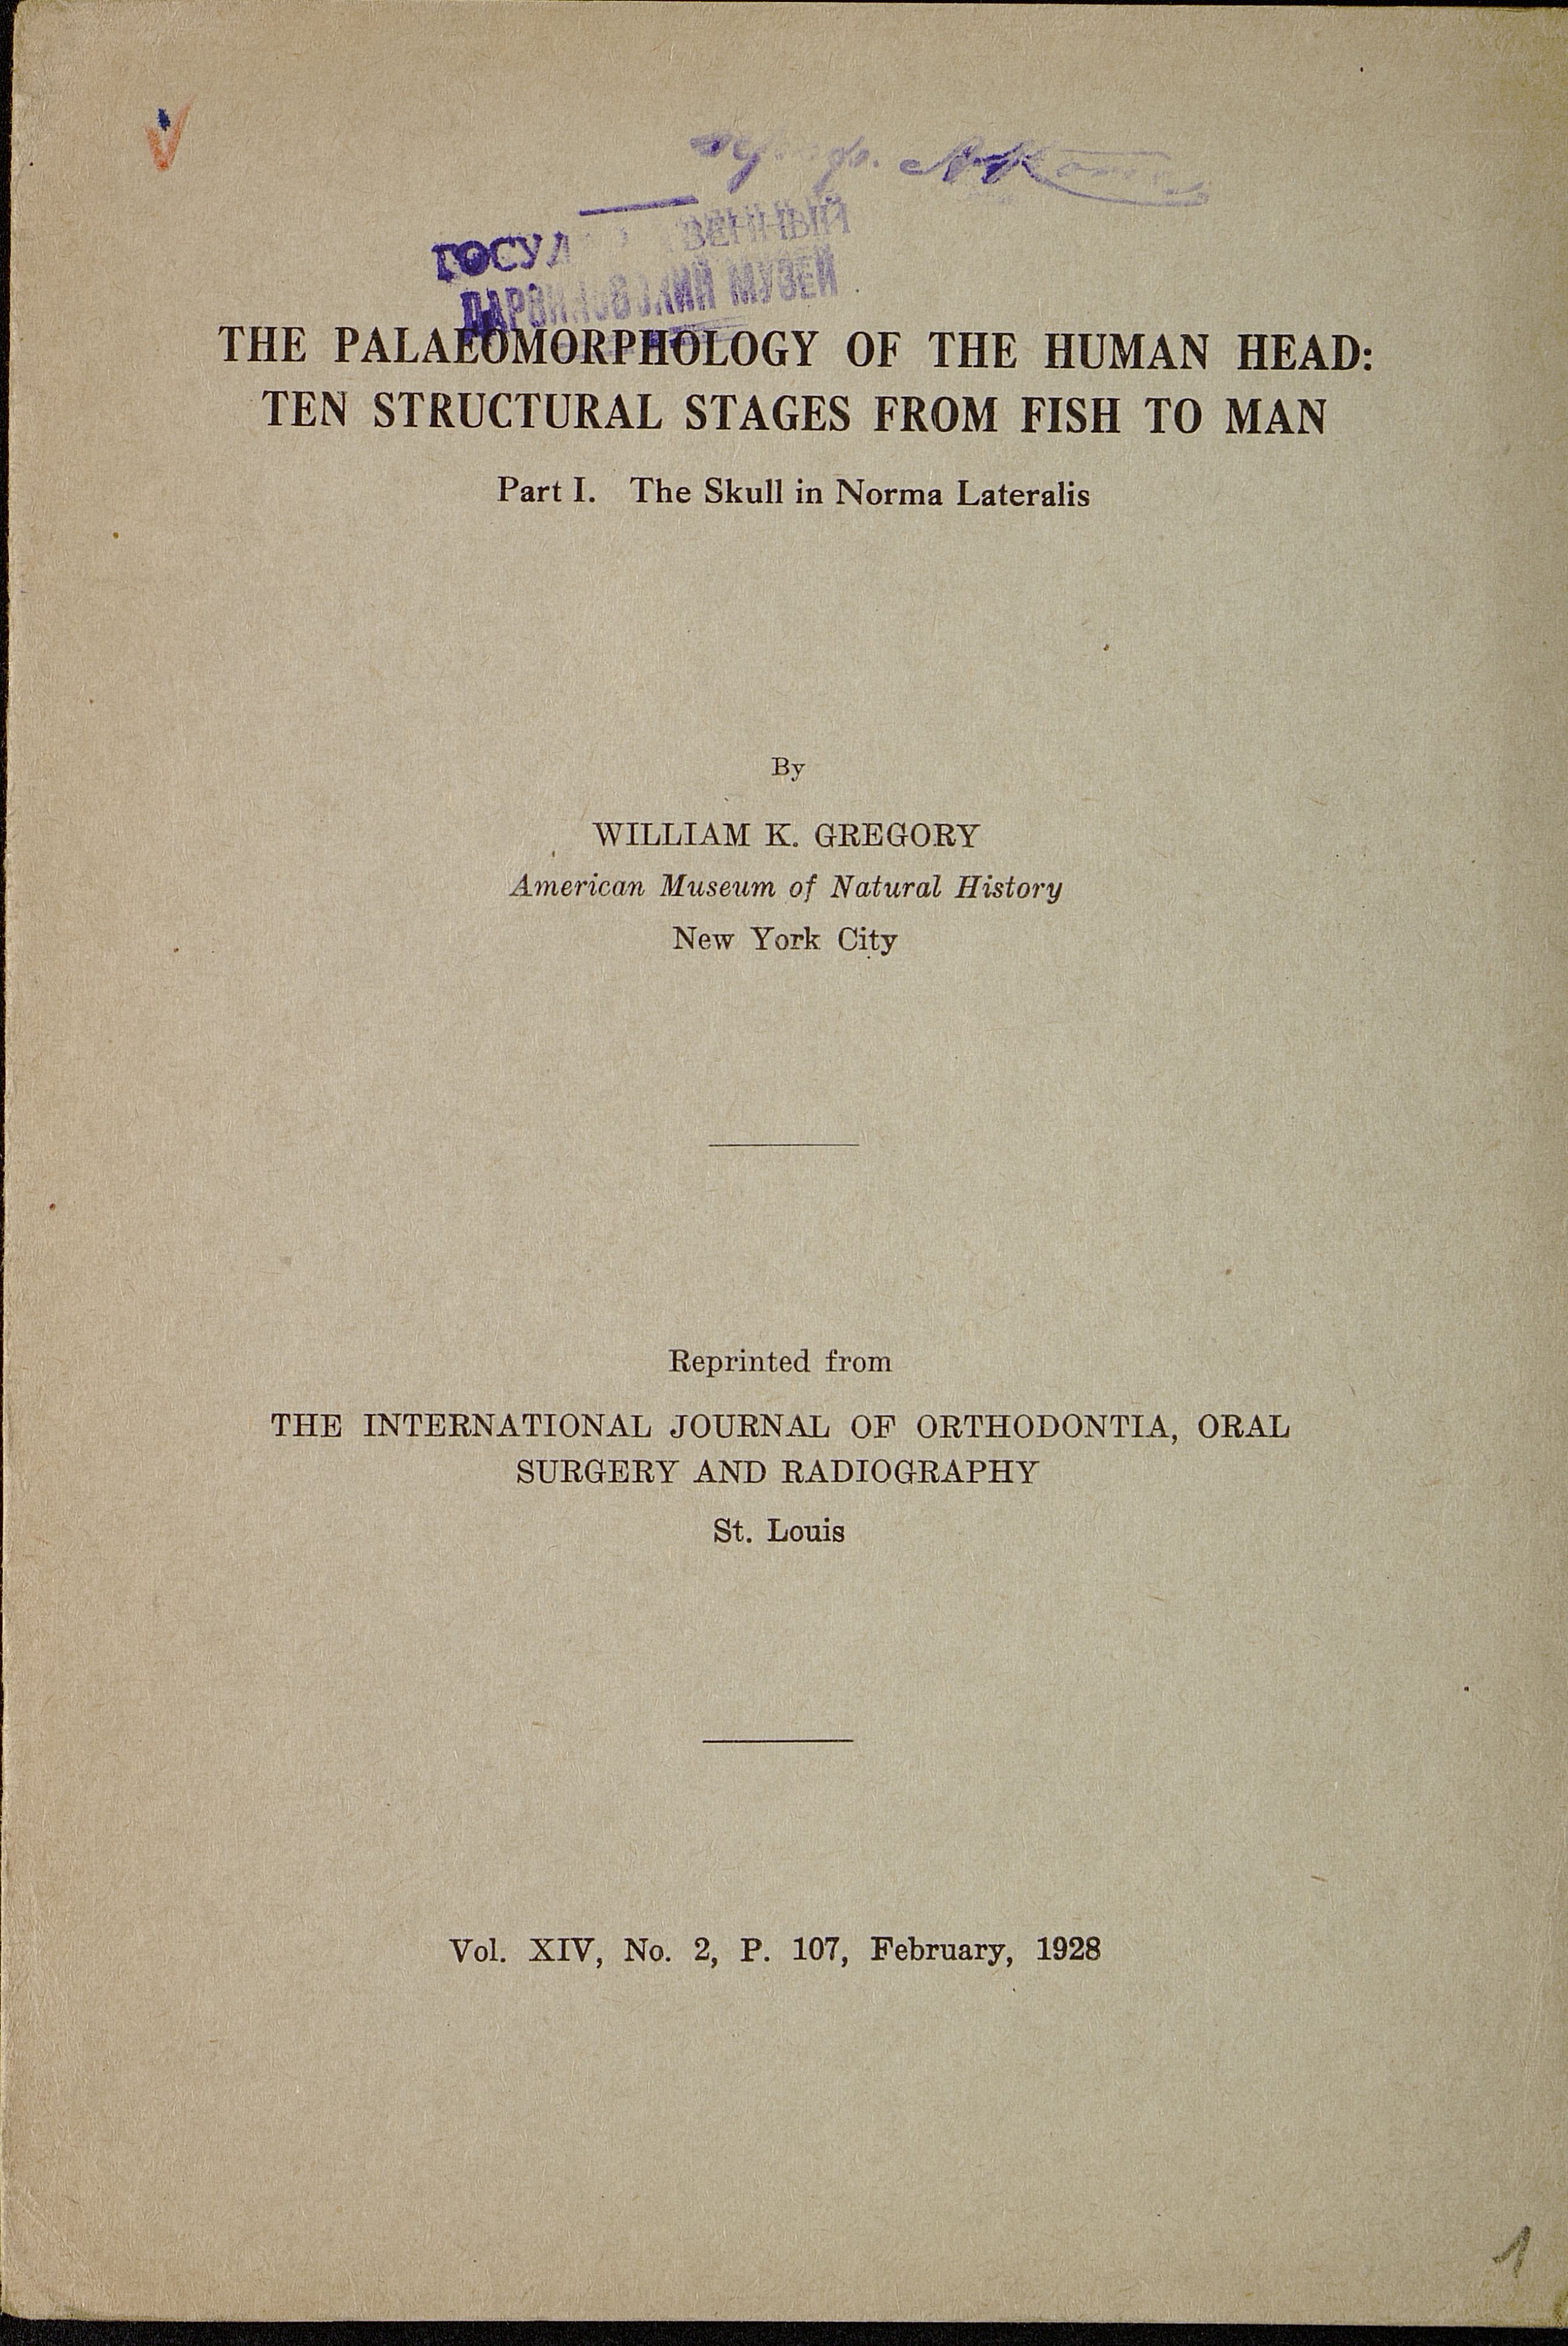 ГОСУДАРСТВЕННЫЙ
ДАРВИНОВСКИЙ МУЗЕЙ
THE PALAEOMORPHOLOGY OF THE HUMAN HEAD:
TEN STRUCTURAL STAGES FROM FISH TO MAN
Part I. The Skull in Norma Lateralis
By
WILLIAM K. GREGORY
American Museum of Natural History
New York City
Reprinted from
THE INTERNATIONAL JOURNAL OF ORTHODONTIA, ORAL
SURGERY AND RADIOGRAPHY
St. Louis
Vol. XIV, No. 2, P. 107, February, 1928
1